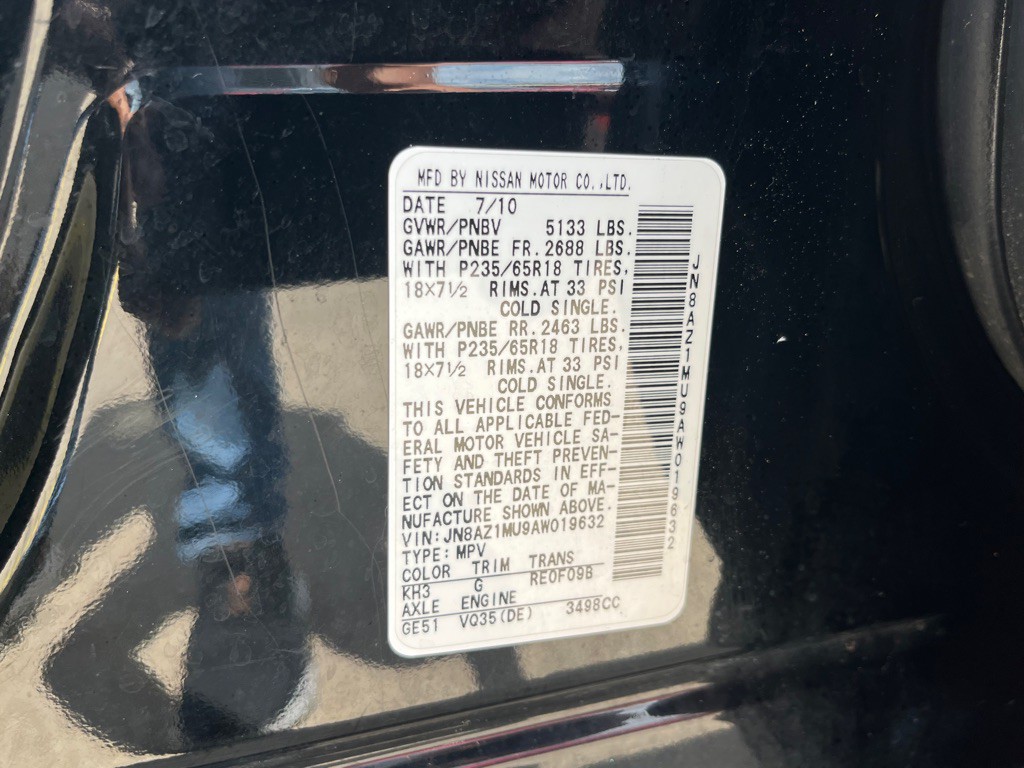 MFD BY NISSAN MOTOR CO.,LTD.
DATE 7/10
GVWR/PNBV 5133 LBS.
GAWR/PNBE FR.2688 LBS.
WITH P235/65R18 TIRES,
18×7½ RIMS.AT 33 PSI
COLD SINGLE.
GAWR/PNBE RR.2463 LBS.
WITH P235/65R18 TIRES,
18×7½ RIMS.AT 33 PSI
COLD SINGLE.
THIS VEHICLE CONFORMS
TO ALL APPLICABLE FED-
ERAL MOTOR VEHICLE SA-
FETY AND THEFT PREVEN-
TION STANDARDS IN EFF-
ECT ON THE DATE OF MA-
NUFACTURE SHOWN ABOVE.
VIN:JN8AZ1MU9AW019632
TYPE:MPV
COLOR TRIM TRANS
KH3 G RE0F09B
AXLE ENGINE
GE51 VQ35(DE) 3498CC
JN8AZ1MU9AW019632